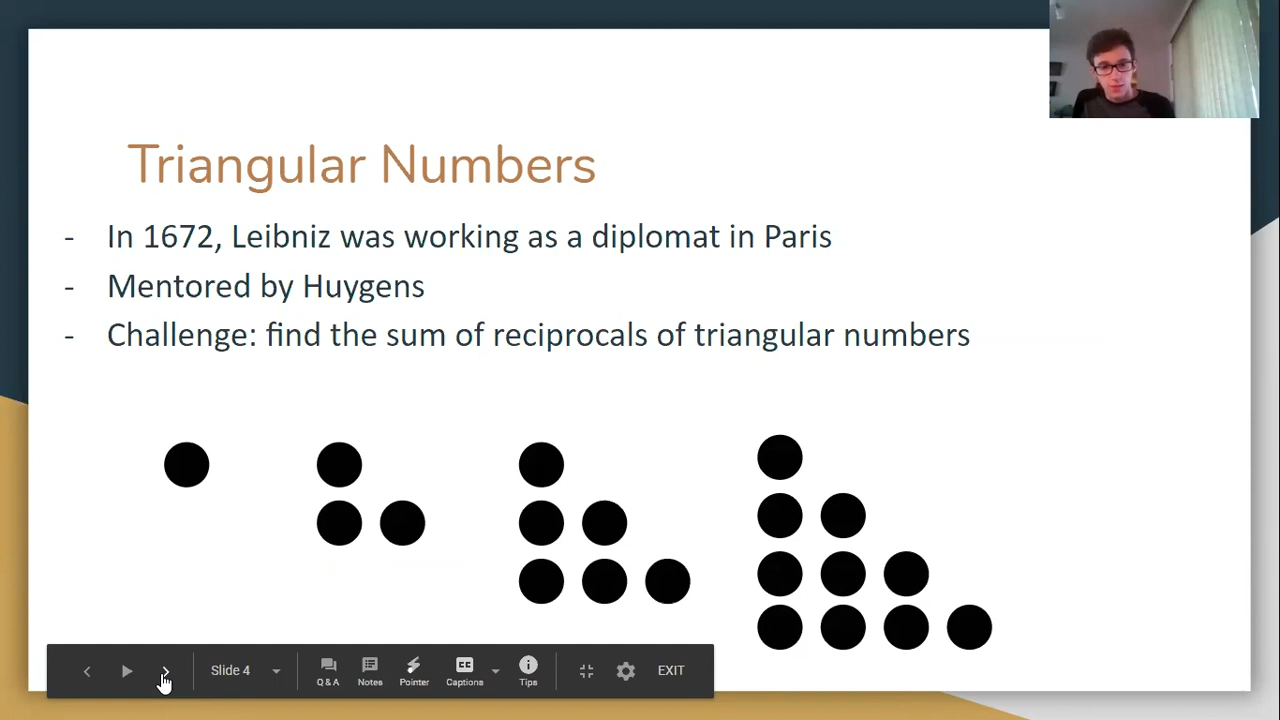 Triangular Numbers
- In 1672, Leibniz was working as a diplomat in Paris
- Mentored by Huygens
- Challenge: find the sum of reciprocals of triangular numbers
Slide 4
Q & A
Notes
Pointer
Captions
Tips
EXIT